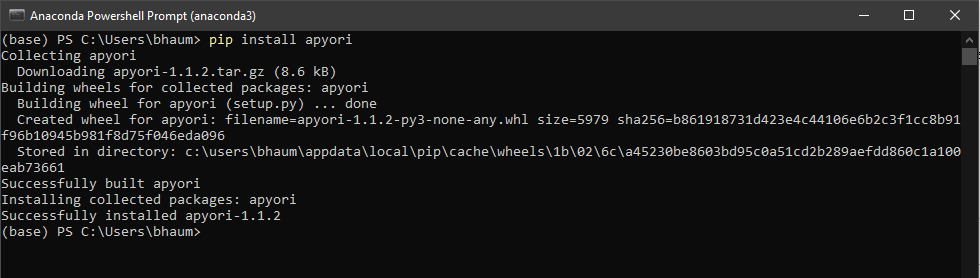 Anaconda Powershell Prompt (anaconda3)
(base) PS C:\Users\bhaum> pip install apyori
Collecting apyori
  Downloading apyori-1.1.2.tar.gz (8.6 kB)
Building wheels for collected packages: apyori
  Building wheel for apyori (setup.py) ... done
  Created wheel for apyori: filename=apyori-1.1.2-py3-none-any.whl size=5979 sha256=b861918731d423e4c44106e6b2c3f1cc8b91
f96b10945b981f8d75f046eda096
  Stored in directory: c:\users\bhaum\appdata\local\pip\cache\wheels\1b\02\6c\a45230be8603bd95c0a51cd2b289aefdd860c1a100
eab73661
Successfully built apyori
Installing collected packages: apyori
Successfully installed apyori-1.1.2
(base) PS C:\Users\bhaum>